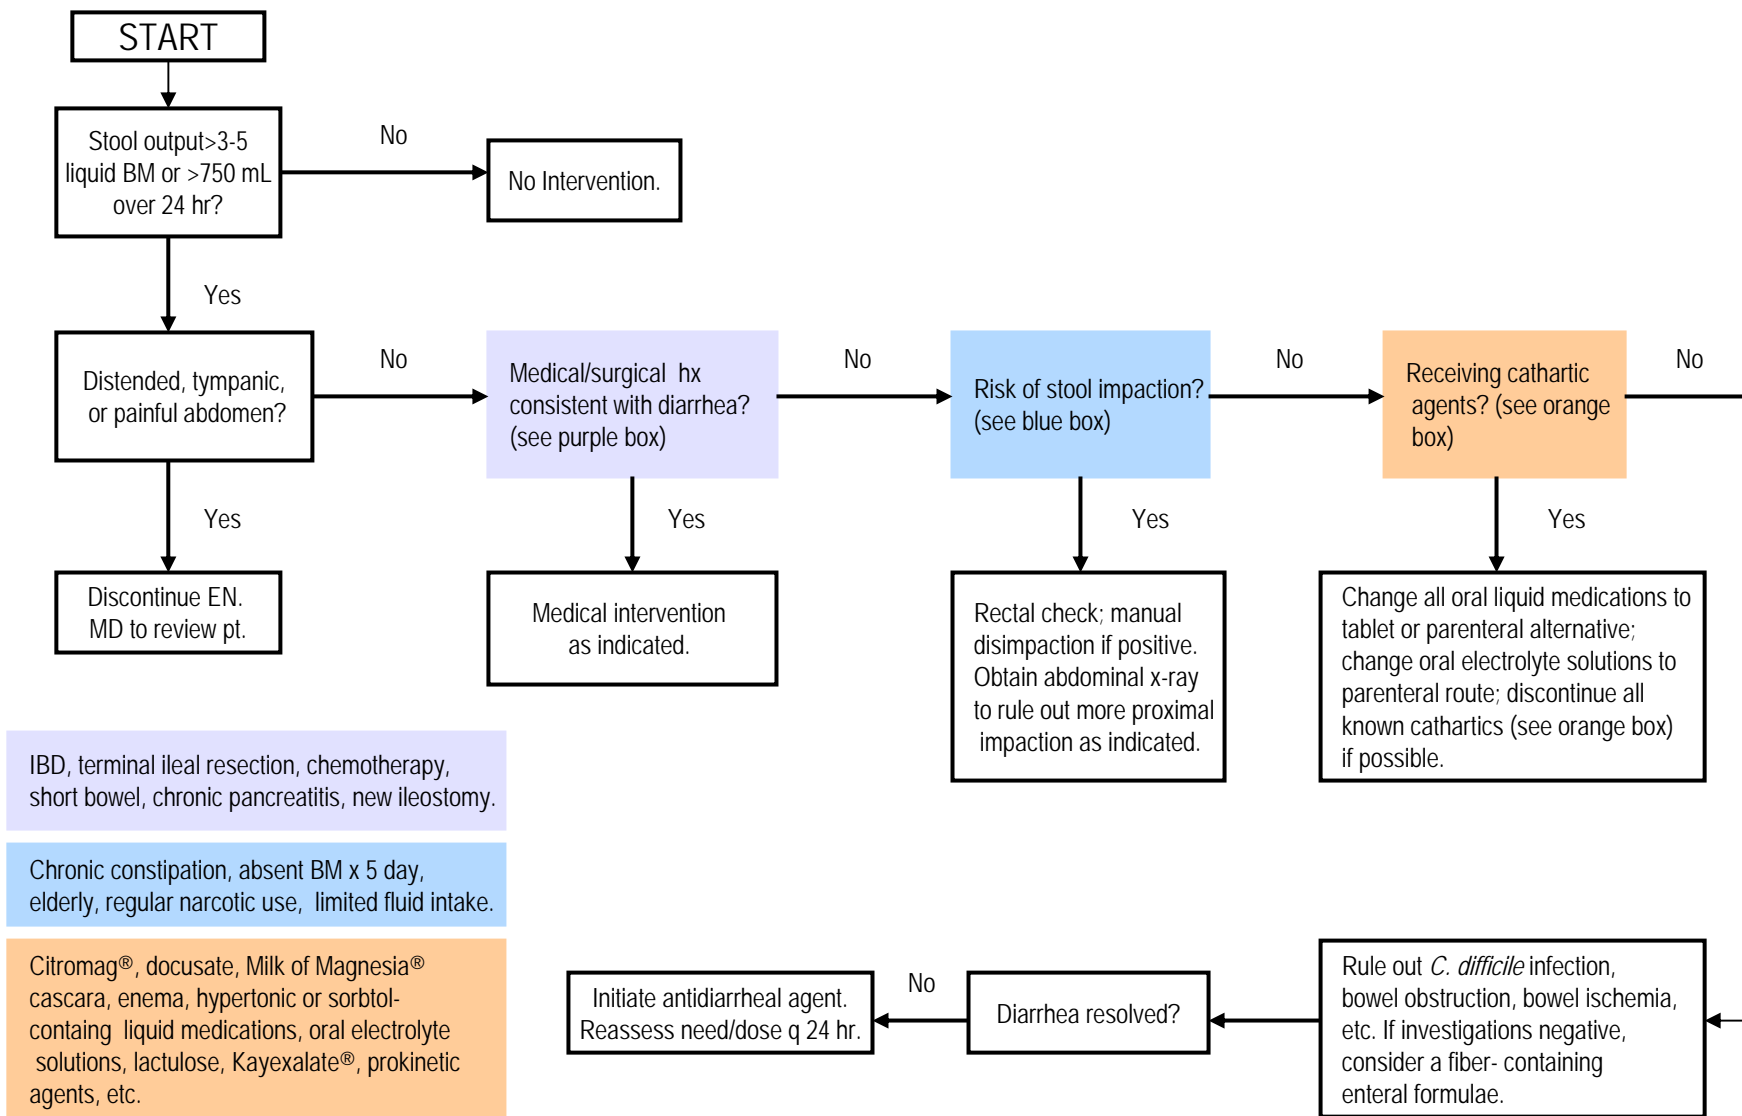 START
Stool output>3-5
liquid BM or >750 mL
over 24 hr?
No
No Intervention.
Yes
Distended, tympanic,
or painful abdomen?
No
Medical/surgical hx
consistent with diarrhea?
(see purple box)
No
Risk of stool impaction?
(see blue box)
No
Receiving cathartic
agents? (see orange
box)
No
Yes
Discontinue EN.
MD to review pt.
Yes
Medical intervention
as indicated.
Yes
Rectal check; manual
disimpaction if positive.
Obtain abdominal x-ray
to rule out more proximal
impaction as indicated.
Yes
Change all oral liquid medications to
tablet or parenteral alternative;
change oral electrolyte solutions to
parenteral route; discontinue all
known cathartics (see orange box)
if possible.
IBD, terminal ileal resection, chemotherapy,
short bowel, chronic pancreatitis, new ileostomy.
Chronic constipation, absent BM x 5 day,
elderly, regular narcotic use, limited fluid intake.
Citromag®, docusate, Milk of Magnesia®
cascara, enema, hypertonic or sorbtol-
containg liquid medications, oral electrolyte
solutions, lactulose, Kayexalate®, prokinetic
agents, etc.
Rule out C. difficile infection,
bowel obstruction, bowel ischemia,
etc. If investigations negative,
consider a fiber- containing
enteral formulae.
Diarrhea resolved?
No
Initiate antidiarrheal agent.
Reassess need/dose q 24 hr.